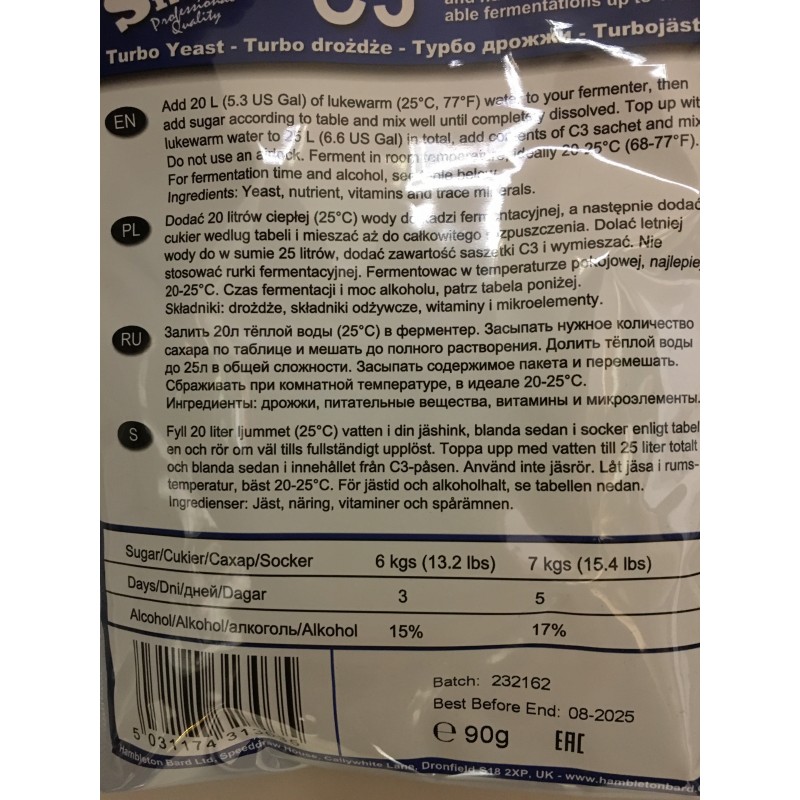 Professional
Quality
C3
able fermentations up to
Turbo Yeast - Turbo drożdże - Турбо дрожжи - Turbojäst
EN
Add 20 L (5.3 US Gal) of lukewarm (25°C, 77°F) water to your fermenter, then
add sugar according to table and mix well until completely dissolved. Top up wit
lukewarm water to 25 L (6.6 US Gal) in total, add contents of C3 sachet and mix
Do not use an airlock. Ferment in room temperature, ideally 20-25°C (68-77°F).
For fermentation time and alcohol, see table below.
Ingredients: Yeast, nutrient, vitamins and trace minerals.
PL
Dodać 20 litrów ciepłej (25°C) wody do kadzi fermentacyjnej, a następnie dodać
cukier według tabeli i mieszać aż do całkowitego rozpuszczenia. Dolać letniej
wody do w sumie 25 litrów, dodać zawartość saszetki C3 i wymieszać. Nie
stosować rurki fermentacyjnej. Fermentowac w temperaturze pokojowej, najlepie
20-25°C. Czas fermentacji i moc alkoholu, patrz tabela poniżej.
Składniki: drożdże, składniki odżywcze, witaminy i mikroelementy.
RU
Залить 20л тёплой воды (25°C) в ферментер. Засыпать нужное количество
сахара по таблице и мешать до полного растворения. Долить тёплой воды
до 25л в общей сложности. Засыпать содержимое пакета и перемешать.
Сбраживать при комнатной температуре, в идеале 20-25°C.
Ингредиенты: дрожжи, питательные вещества, витамины и микроэлементы.
S
Fyll 20 liter ljummet (25°C) vatten i din jäshink, blanda sedan i socker enligt tabel
en och rör om väl tills fullständigt upplöst. Toppa upp med vatten till 25 liter totalt
och blanda sedan i innehållet från C3-påsen. Använd inte jäsrör. Låt jäsa i rums-
temperatur, bäst 20-25°C. För jästid och alkoholhalt, se tabellen nedan.
Ingredienser: Jäst, näring, vitaminer och spårämnen.
Sugar/Cukier/Caxap/Socker 6 kgs (13.2 lbs) 7 kgs (15.4 lbs)
Days/Dni/дней/Dagar 3 5
Alcohol/Alkohol/алкоголь/Alkohol 15% 17%
5 031174 31
Batch: 232162
Best Before End: 08-2025
℮ 90g EAC
Hambleton Bard Ltd, Speeddraw House, Callywhite Lane, Dronfield S18 2XP, UK - www.hambletonbard.